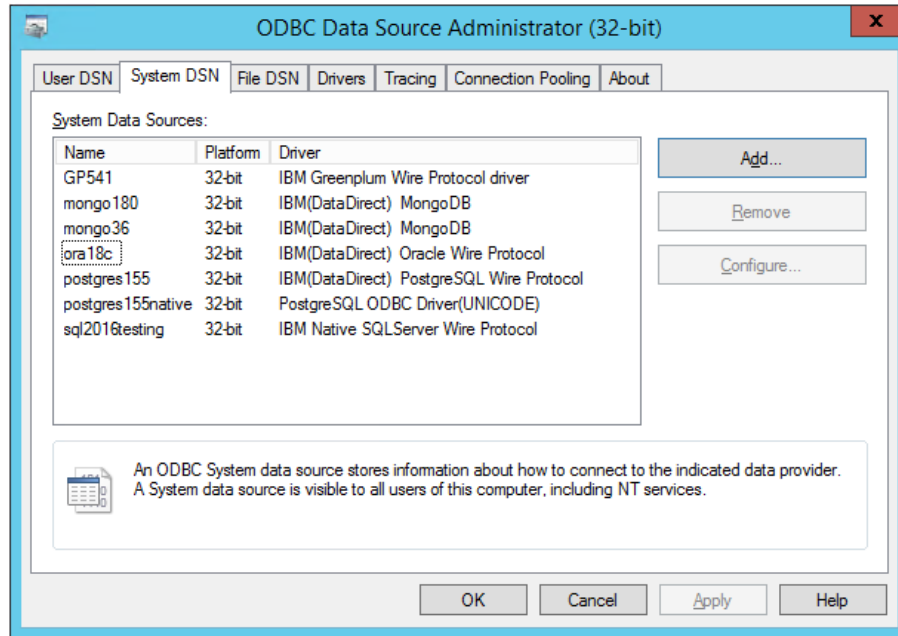 ODBC Data Source Administrator (32-bit)
x
User DSN System DSN File DSN Drivers Tracing Connection Pooling About
System Data Sources:
Name Platform Driver
GP541 32-bit IBM Greenplum Wire Protocol driver
mongo180 32-bit IBM(DataDirect) MongoDB
mongo36 32-bit IBM(DataDirect) MongoDB
ora18c 32-bit IBM(DataDirect) Oracle Wire Protocol
postgres155 32-bit IBM(DataDirect) PostgreSQL Wire Protocol
postgres155native 32-bit PostgreSQL ODBC Driver(UNICODE)
sql2016testing 32-bit IBM Native SQLServer Wire Protocol
Add...
Remove
Configure...
An ODBC System data source stores information about how to connect to the indicated data provider.
A System data source is visible to all users of this computer, including NT services.
OK Cancel Apply Help